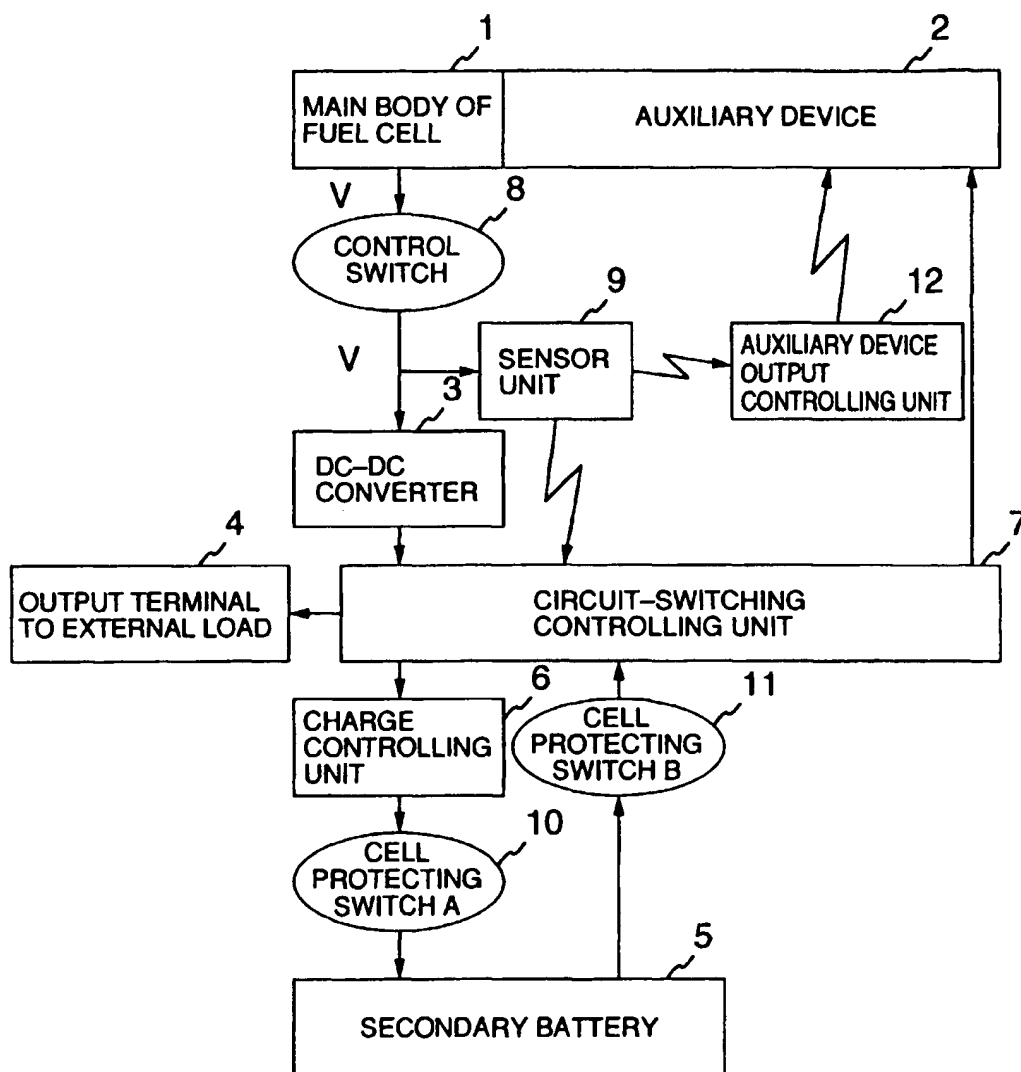 1
2
MAIN BODY OF
FUEL CELL
AUXILIARY DEVICE
V
8
CONTROL
SWITCH
9
12
V
SENSOR
UNIT
AUXILIARY DEVICE
OUTPUT
CONTROLLING UNIT
3
DC–DC
CONVERTER
4
7
OUTPUT TERMINAL
TO EXTERNAL LOAD
CIRCUIT–SWITCHING
CONTROLLING UNIT
6
11
CHARGE
CONTROLLING
UNIT
CELL
PROTECTING
SWITCH B
10
CELL
PROTECTING
SWITCH A
5
SECONDARY BATTERY